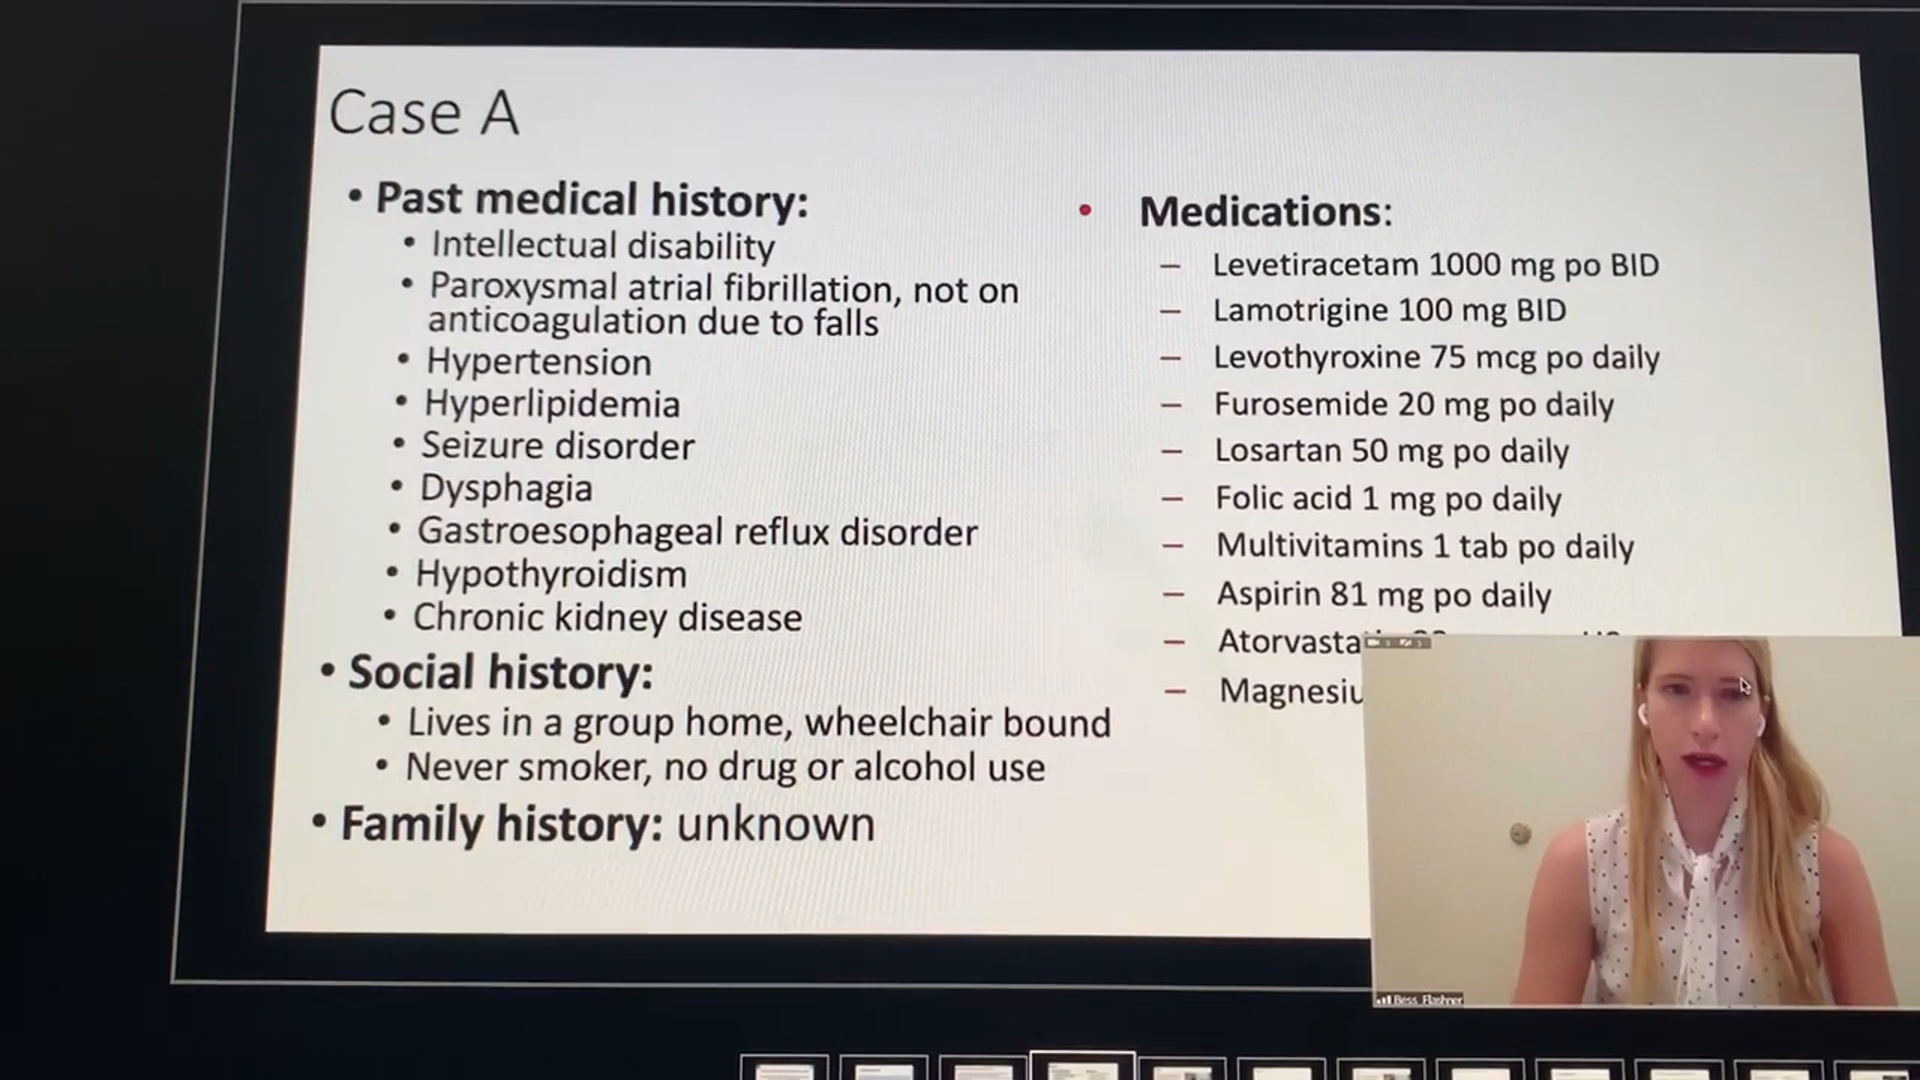 Case A
• Past medical history:
• Intellectual disability
• Paroxysmal atrial fibrillation, not on
anticoagulation due to falls
• Hypertension
• Hyperlipidemia
• Seizure disorder
• Dysphagia
• Gastroesophageal reflux disorder
• Hypothyroidism
• Chronic kidney disease
• Social history:
• Lives in a group home, wheelchair bound
• Never smoker, no drug or alcohol use
• Family history: unknown
• Medications:
– Levetiracetam 1000 mg po BID
– Lamotrigine 100 mg BID
– Levothyroxine 75 mcg po daily
– Furosemide 20 mg po daily
– Losartan 50 mg po daily
– Folic acid 1 mg po daily
– Multivitamins 1 tab po daily
– Aspirin 81 mg po daily
– Atorvasta
– Magnesiu
Bess Flashner